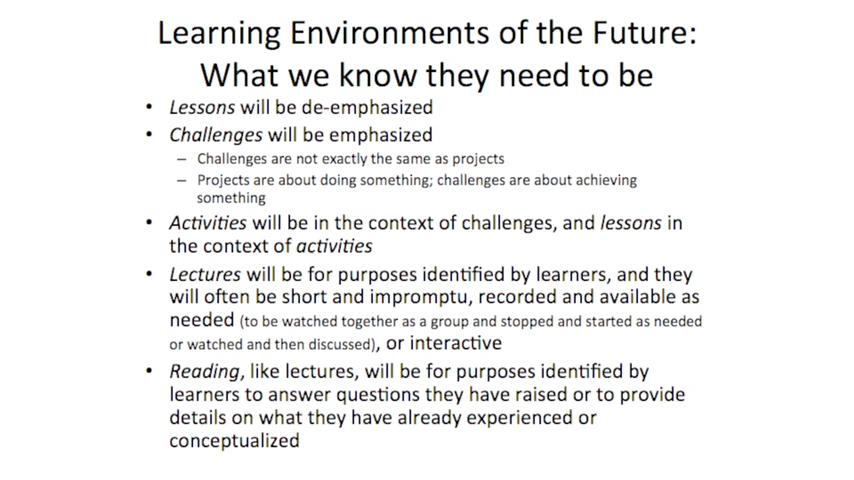 Learning Environments of the Future:
What we know they need to be
• Lessons will be de-emphasized
• Challenges will be emphasized
– Challenges are not exactly the same as projects
– Projects are about doing something; challenges are about achieving
something
• Activities will be in the context of challenges, and lessons in
the context of activities
• Lectures will be for purposes identified by learners, and they
will often be short and impromptu, recorded and available as
needed (to be watched together as a group and stopped and started as needed
or watched and then discussed), or interactive
• Reading, like lectures, will be for purposes identified by
learners to answer questions they have raised or to provide
details on what they have already experienced or
conceptualized